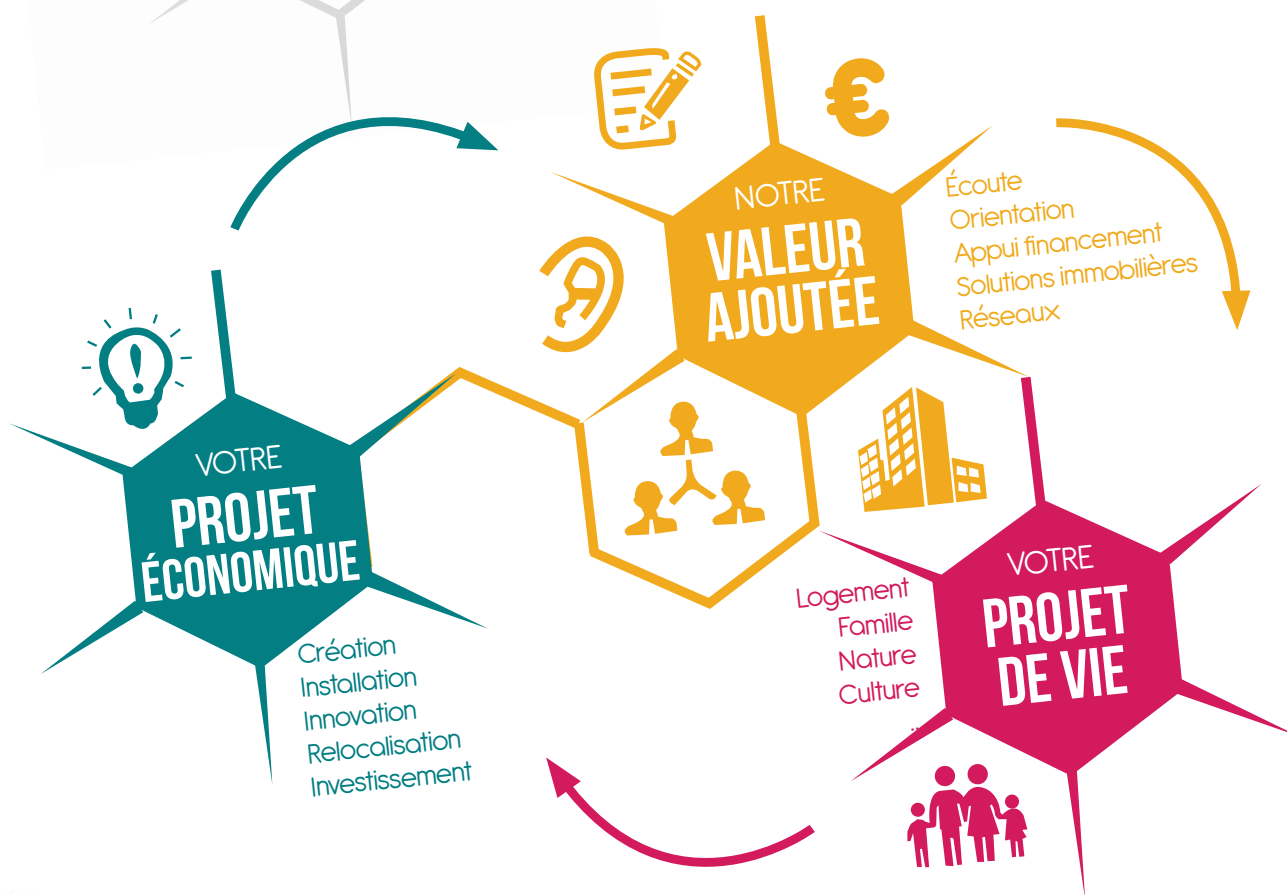 NOTRE
VALEUR
AJOUTÉE
Écoute
Orientation
Appui financement
Solutions immobilières
Réseaux
VOTRE
PROJET
ÉCONOMIQUE
Création
Installation
Innovation
Relocalisation
Investissement
VOTRE
PROJET
DE VIE
Logement
Famille
Nature
Culture